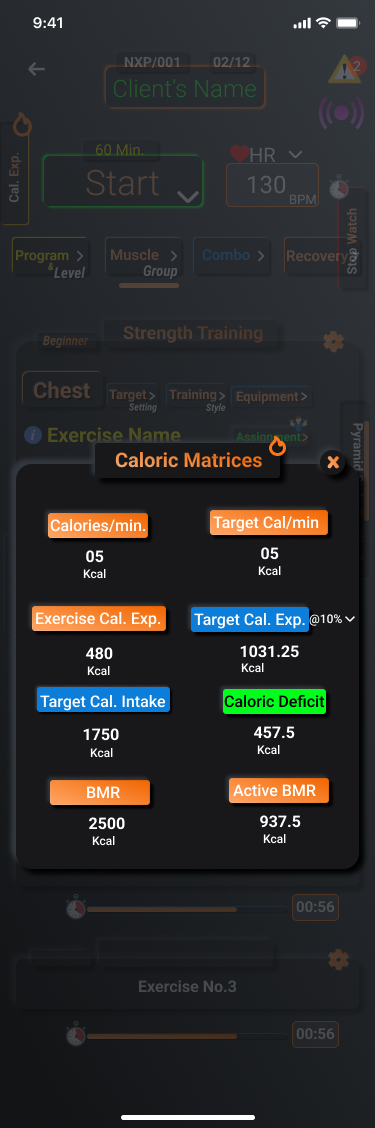 9:41
NXP/001 02/12
2
Client's Name
Cal. Exp.
60 Min.
Start
HR
130
BPM
Stop Watch
Program
&
Level
Muscle
Group
Combo
Recovery
Beginner
Strength Training
Chest
Target
Setting
Training
Style
Equipment
i Exercise Name
Assignment
Pyramid
Caloric Matrices
x
Calories/min.
05
Kcal
Target Cal/min
05
Kcal
Exercise Cal. Exp.
480
Kcal
Target Cal. Exp. @10%
1031.25
Kcal
Target Cal. Intake
1750
Kcal
Caloric Deficit
457.5
Kcal
BMR
2500
Kcal
Active BMR
937.5
Kcal
00:56
Exercise No.3
00:56